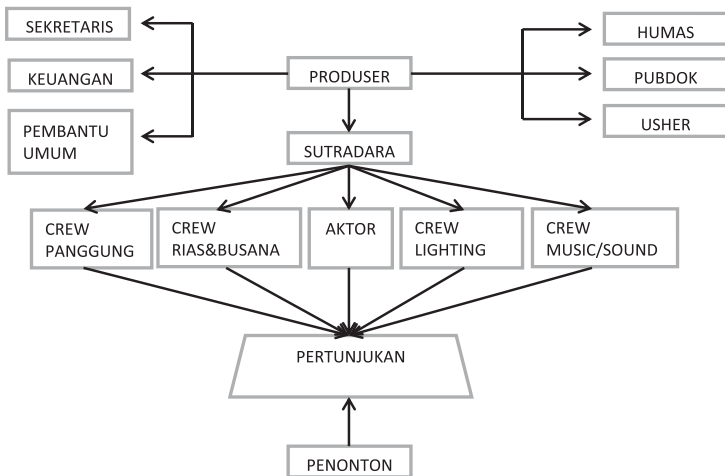 SEKRETARIS
HUMAS
KEUANGAN
PRODUSER
PUBDOK
PEMBANTU
UMUM
USHER
SUTRADARA
CREW
PANGGUNG
CREW
RIAS&BUSANA
AKTOR
CREW
LIGHTING
CREW
MUSIC/SOUND
PERTUNJUKAN
PENONTON